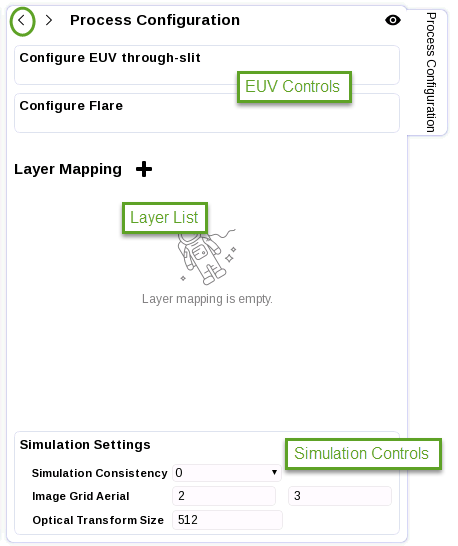 Process Configuration
Process Configuration
Configure EUV through-slit
EUV Controls
Configure Flare
Layer Mapping
Layer List
Layer mapping is empty.
Simulation Settings
Simulation Controls
Simulation Consistency 0
Image Grid Aerial 2 3
Optical Transform Size 512